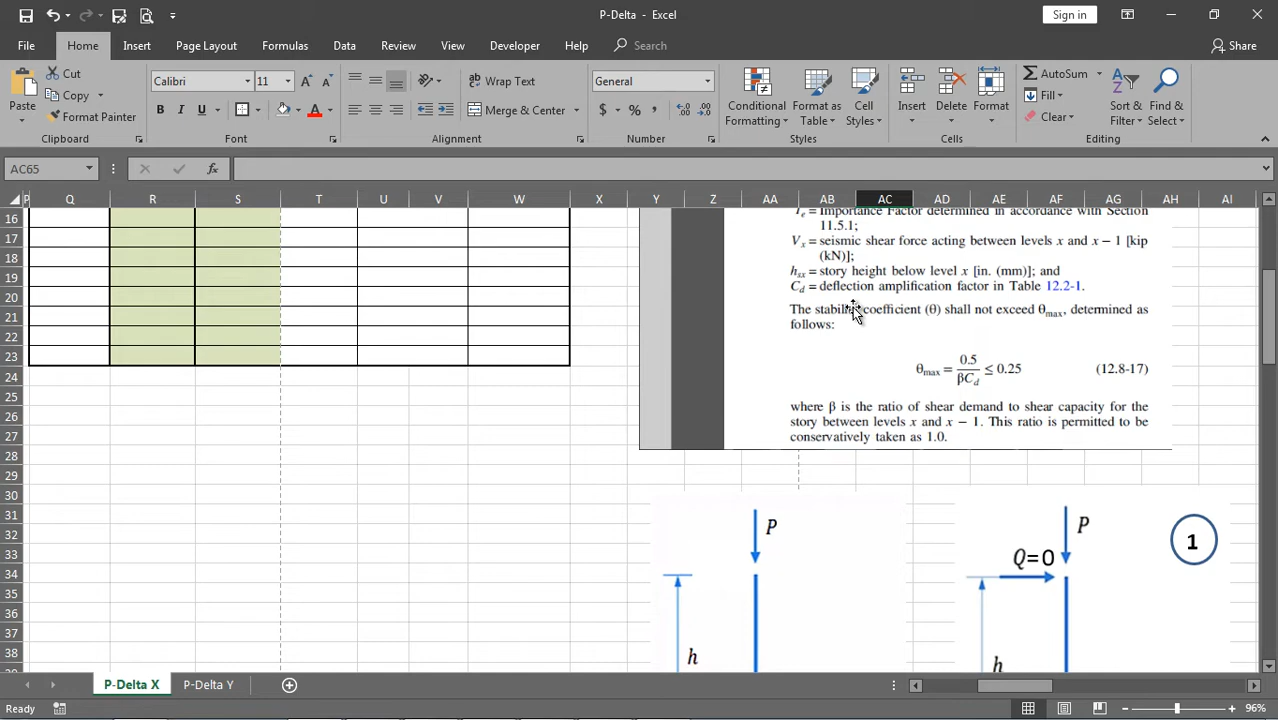 P-Delta - Excel
Sign in
File Home Insert Page Layout Formulas Data Review View Developer Help Search Share
Paste
Cut
Copy
Format Painter
Clipboard
Calibri 11
B I U A
Font
Wrap Text
Merge & Center
Alignment
General
$ % ,
Number
Conditional Formatting
Format as Table
Cell Styles
Styles
Insert
Delete
Format
Cells
AutoSum
Fill
Clear
Sort & Filter
Find & Select
Editing
AC65
fx
P Q R S T U V W X Y Z AA AB AC AD AE AF AG AH AI
16
17
18
19
20
21
22
23
24
25
26
27
28
29
30
31
32
33
34
35
36
37
38
Ie = Importance Factor determined in accordance with Section
11.5.1;
Vx = seismic shear force acting between levels x and x − 1 [kip
(kN)];
hsx = story height below level x [in. (mm)]; and
Cd = deflection amplification factor in Table 12.2-1.
The stability coefficient (θ) shall not exceed θmax, determined as
follows:
θmax = 0.5 / βCd ≤ 0.25 (12.8-17)
where β is the ratio of shear demand to shear capacity for the
story between levels x and x − 1. This ratio is permitted to be
conservatively taken as 1.0.
P
h
P
Q=0
h
1
P-Delta X P-Delta Y
Ready
96%